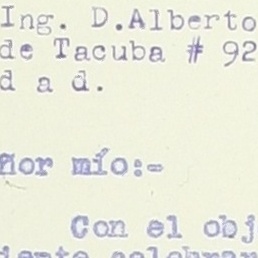 Ing. D.Alberto
de Tacuba # 92
d a d.
ñor mío:-
Con el obj